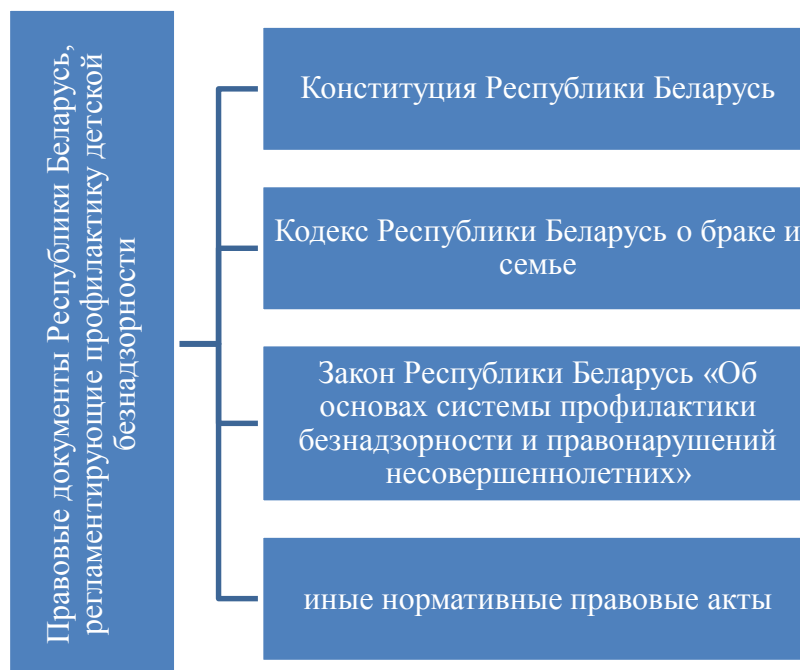 Правовые документы Республики Беларусь,
регламентирующие профилактику детской
безнадзорности
Конституция Республики Беларусь
Кодекс Республики Беларусь о браке и
семье
Закон Республики Беларусь «Об
основах системы профилактики
безнадзорности и правонарушений
несовершеннолетних»
иные нормативные правовые акты